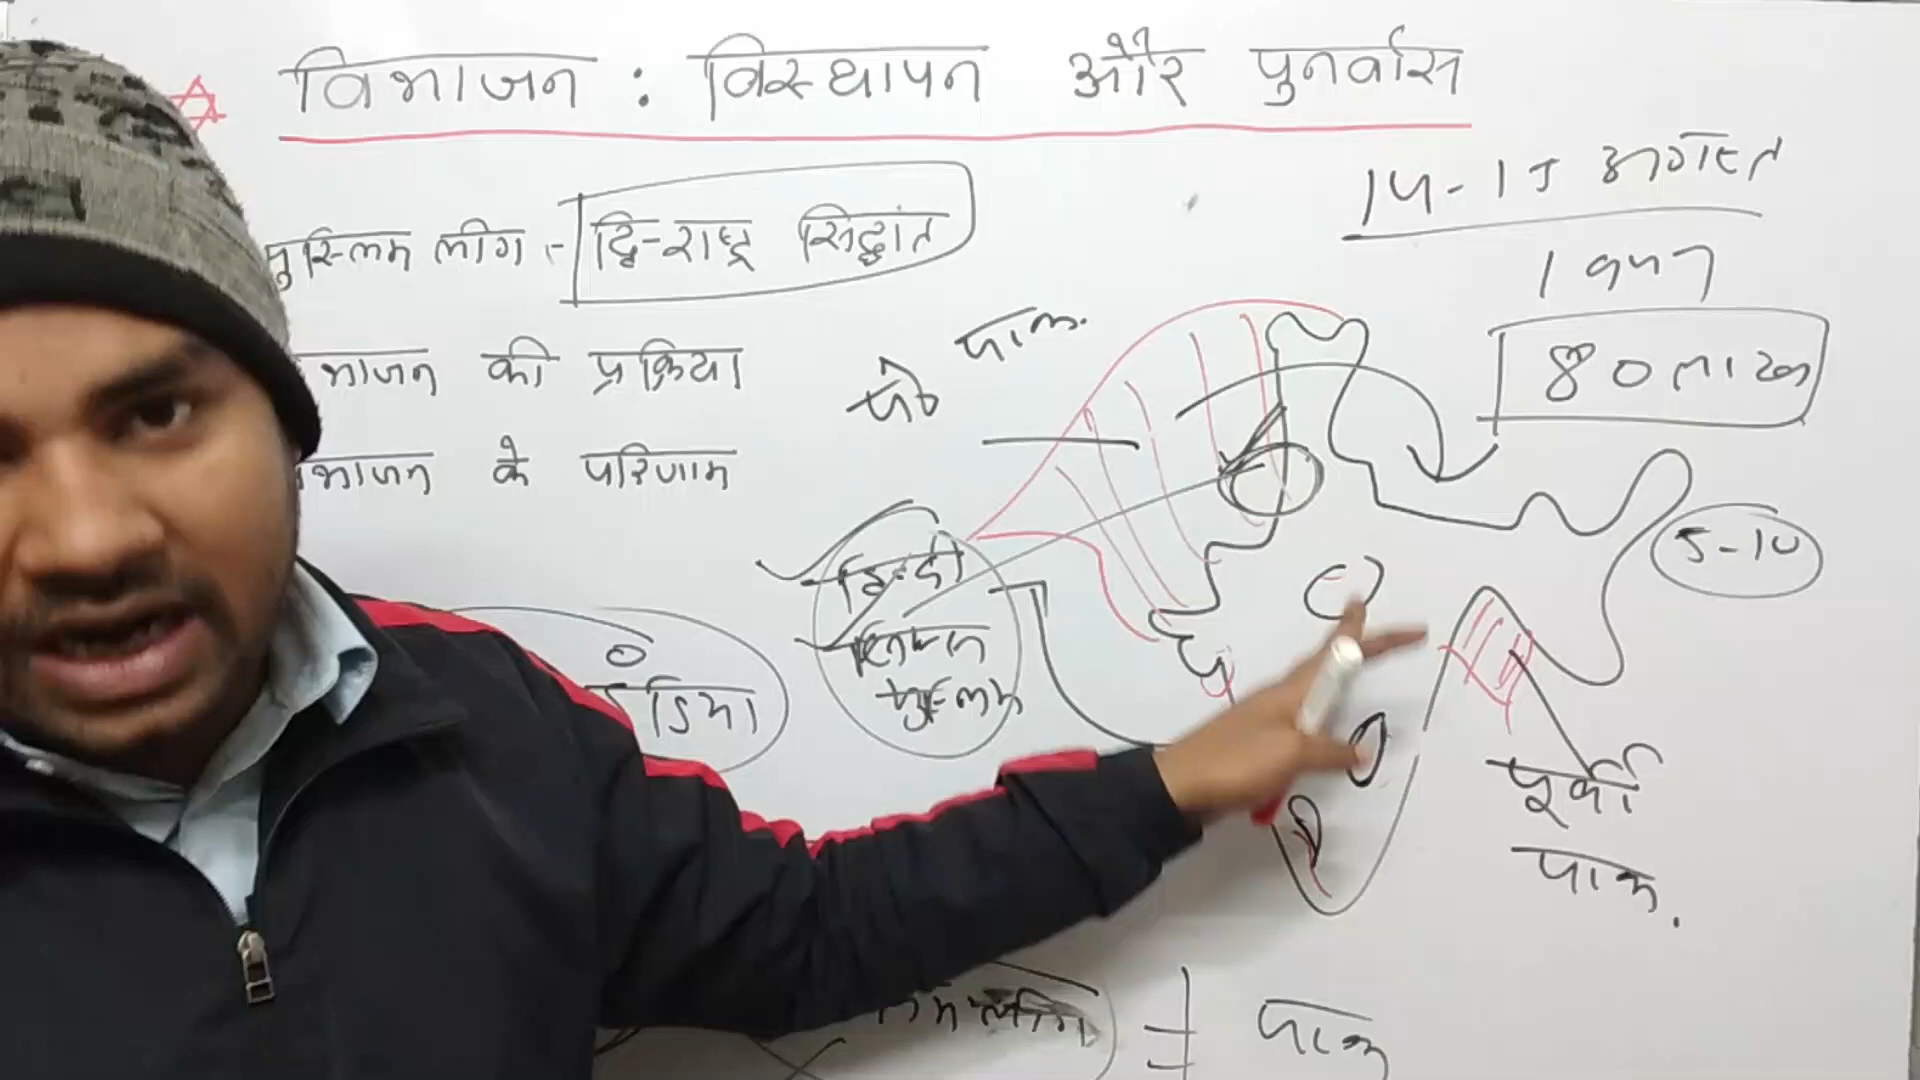 विभाजन : विस्थापन और पुनर्वास
14-15 अगस्त
1947
मुस्लिम लीग :- द्वि-राष्ट्र सिद्धांत
पाक.
80 लाख
भाजन की प्रक्रिया
भाजन के परिणाम
5-10
हिन्दी
सिक्ख
मुस्लिम
डिया
पूर्वी
पाक.
पाक